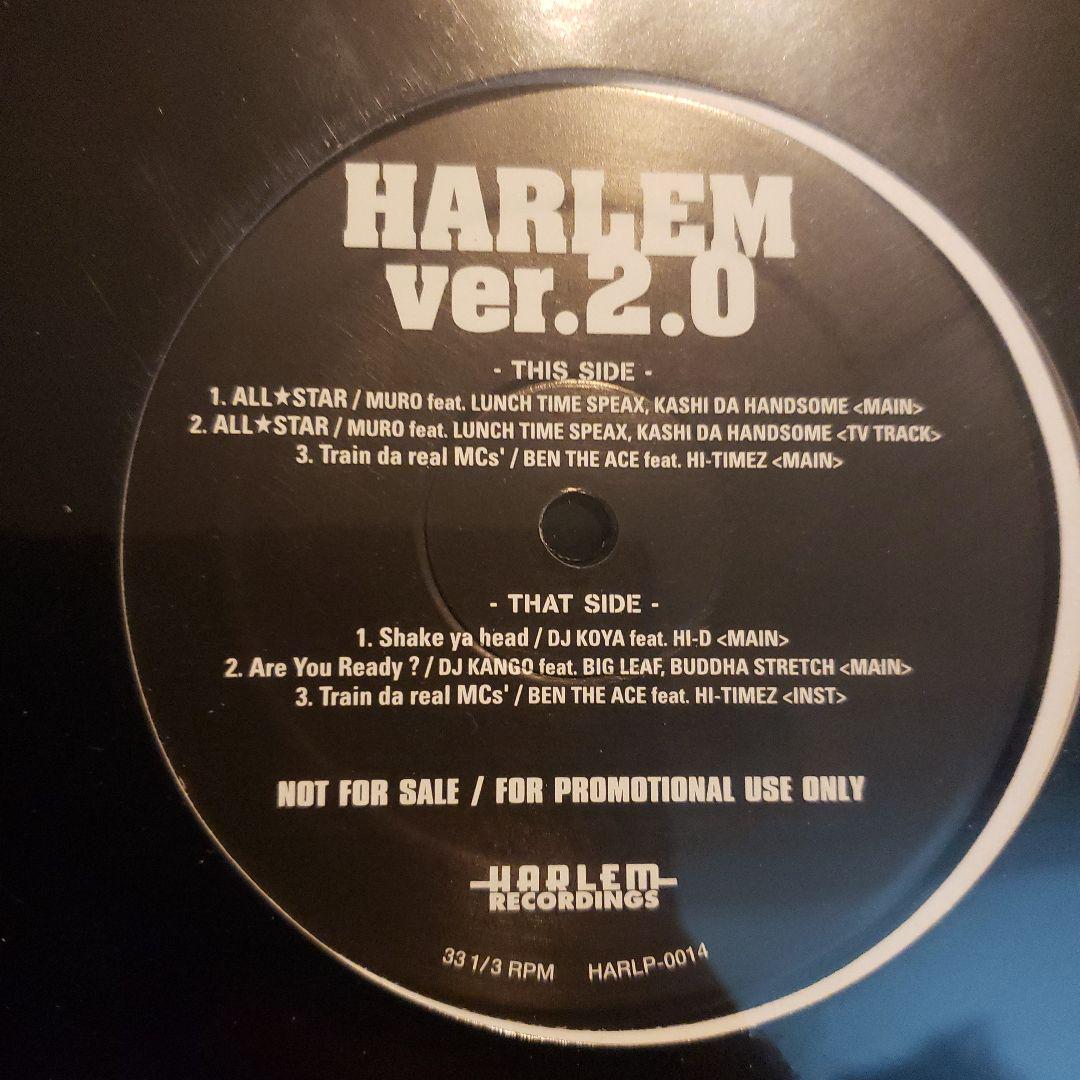 HARLEM
ver.2.0
- THIS SIDE -
1. ALL★STAR / MURO feat. LUNCH TIME SPEAX, KASHI DA HANDSOME <MAIN>
2. ALL★STAR / MURO feat. LUNCH TIME SPEAX, KASHI DA HANDSOME <TV TRACK>
3. Train da real MCs' / BEN THE ACE feat. HI-TIMEZ <MAIN>
- THAT SIDE -
1. Shake ya head / DJ KOYA feat. HI-D <MAIN>
2. Are You Ready ? / DJ KANGO feat. BIG LEAF, BUDDHA STRETCH <MAIN>
3. Train da real MCs' / BEN THE ACE feat. HI-TIMEZ <INST>
NOT FOR SALE / FOR PROMOTIONAL USE ONLY
HARLEM
RECORDINGS
33 1/3 RPM HARLP-0014